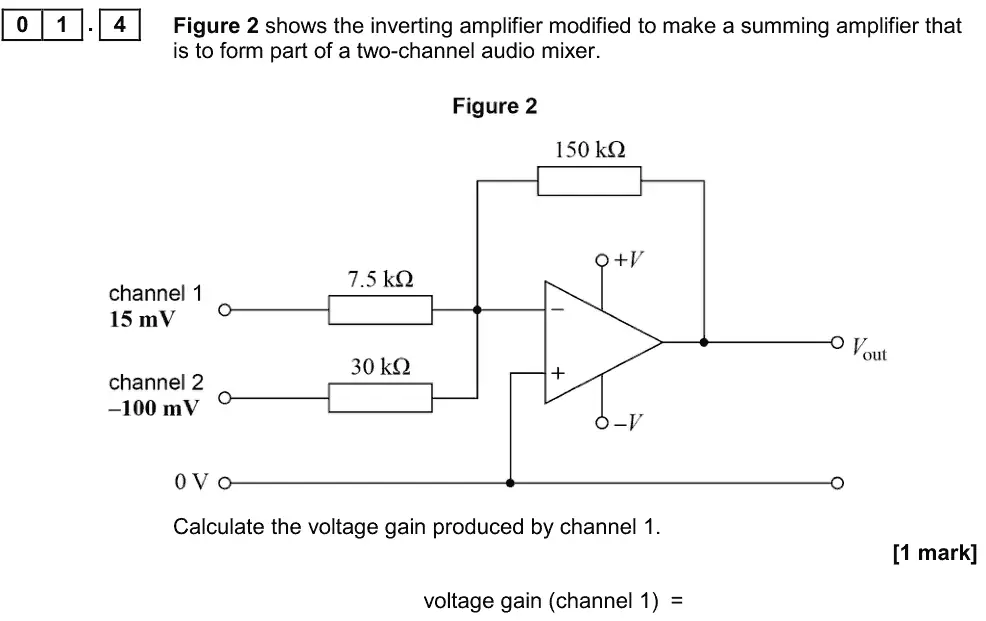 0 1 . 4 Figure 2 shows the inverting amplifier modified to make a summing amplifier that
is to form part of a two-channel audio mixer.
Figure 2
150 kΩ
+V
7.5 kΩ
channel 1
15 mV
–
30 kΩ
Vout
channel 2
–100 mV
+
–V
0 V
Calculate the voltage gain produced by channel 1.
[1 mark]
voltage gain (channel 1) =